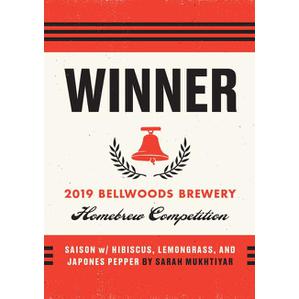 WINNER
2019 BELLWOODS BREWERY
Homebrew Competition
SAISON w/ HIBISCUS, LEMONGRASS, AND
JAPONES PEPPER BY SARAH MUKHTIYAR